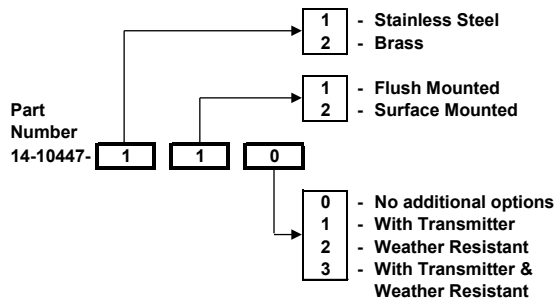 1 - Stainless Steel
2 - Brass
1 - Flush Mounted
2 - Surface Mounted
Part
Number
14-10447- 1 1 0
0 - No additional options
1 - With Transmitter
2 - Weather Resistant
3 - With Transmitter &
Weather Resistant